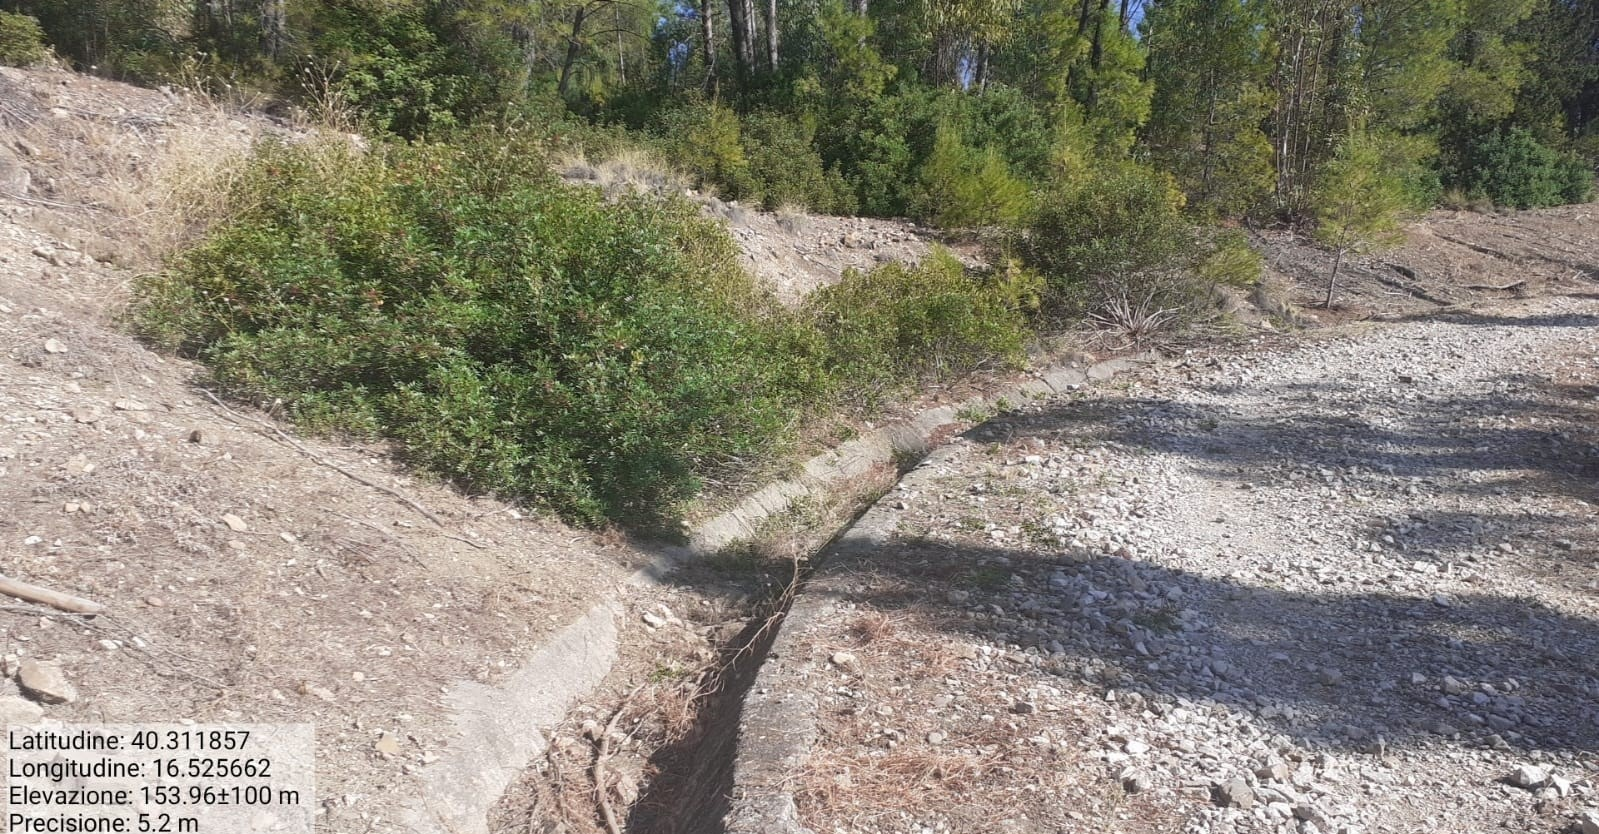 Latitudine: 40.311857
Longitudine: 16.525662
Elevazione: 153.96±100 m
Precisione: 5.2 m